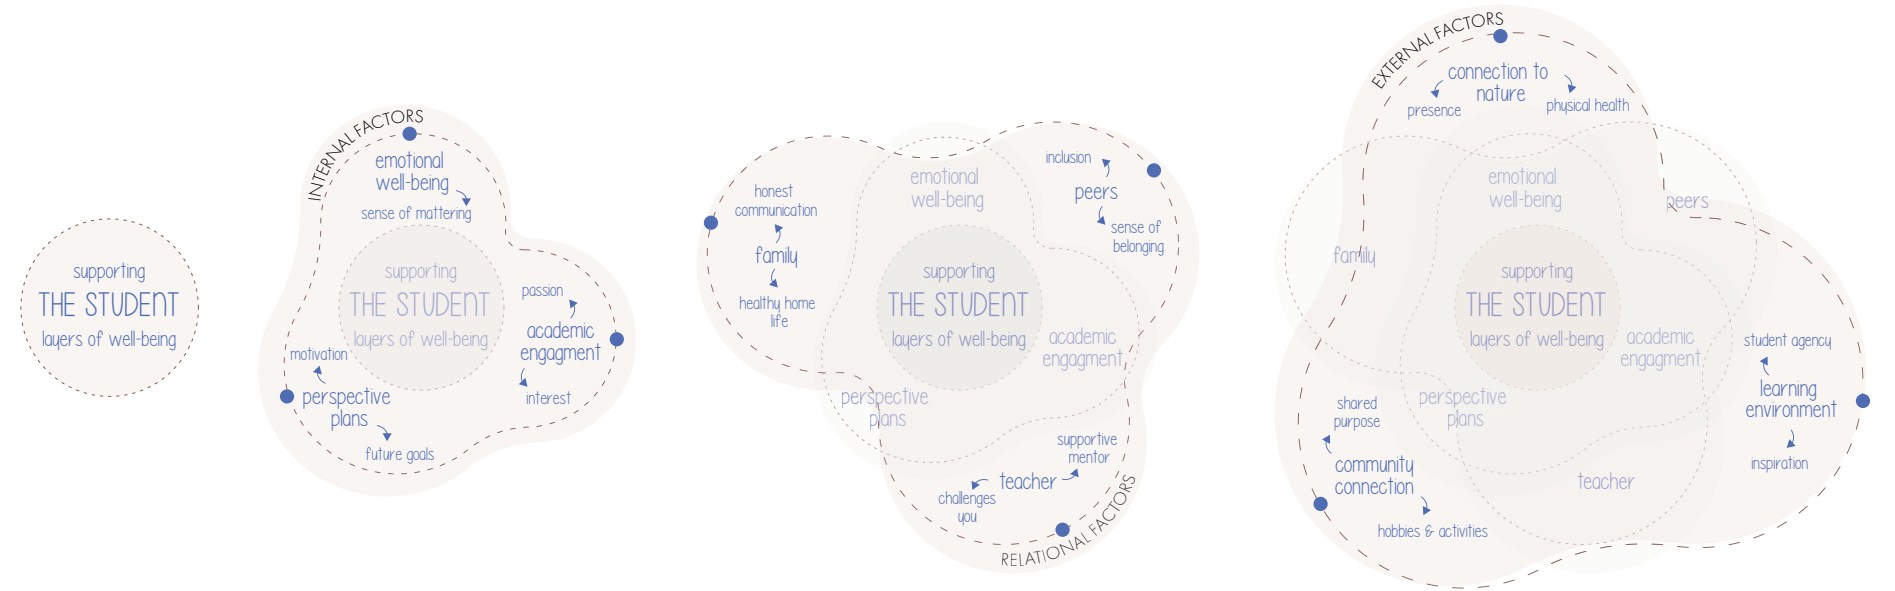 supporting
THE STUDENT
layers of well-being
INTERNAL FACTORS
emotional
well-being
sense of mattering
supporting
THE STUDENT
layers of well-being
passion
academic
engagment
interest
motivation
perspective
plans
future goals
honest
communication
family
healthy home
life
emotional
well-being
inclusion
peers
sense of
belonging
supporting
THE STUDENT
layers of well-being
academic
engagment
perspective
plans
supportive
mentor
teacher
challenges
you
RELATIONAL FACTORS
EXTERNAL FACTORS
connection to
nature
presence
physical health
emotional
well-being
peers
family
supporting
THE STUDENT
layers of well-being
academic
engagment
student agency
learning
environment
inspiration
perspective
plans
shared
purpose
community
connection
hobbies & activities
teacher